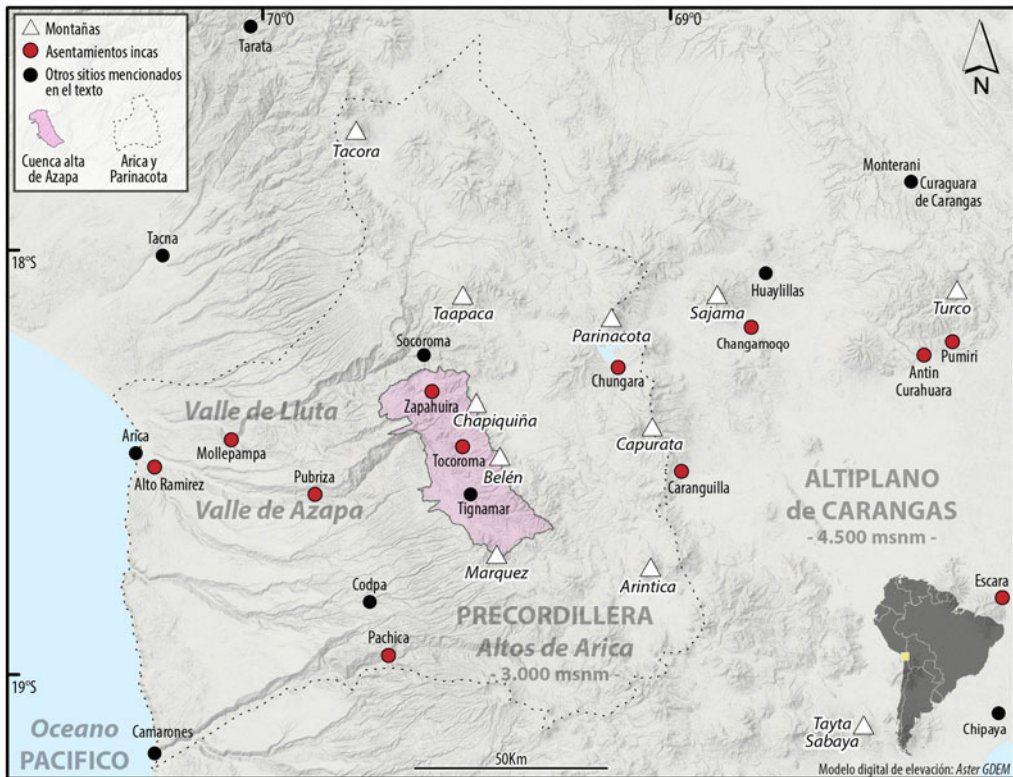 70°0
69°0
Montañas
Asentamientos incas
Otros sitios mencionados
en el texto
Cuenca alta
de Azapa
Arica y
Parinacota
Tarata
N
Tacora
Monterani
Curaguara
de Carangas
Tacna
18°S
Huaylillas
Taapaca
Sajama
Turco
Parinacota
Changamoqo
Socoroma
Pumiri
Antin
Curahuara
Chungara
Zapahuira
Chapiquiña
Valle de Lluta
Capurata
Arica
Mollepampa
Tocoroma
Alto Ramirez
Belén
Pubriza
Caranguilla
ALTIPLANO
de CARANGAS
- 4.500 msnm -
Valle de Azapa
Tignamar
Marquez
Arintica
Codpa
Escara
PRECORDILLERA
Altos de Arica
- 3.000 msnm -
Pachica
19°S
Oceano
PACIFICO
Camarones
Tayta
Sabaya
Chipaya
50Km
Modelo digital de elevación: Aster GDEM